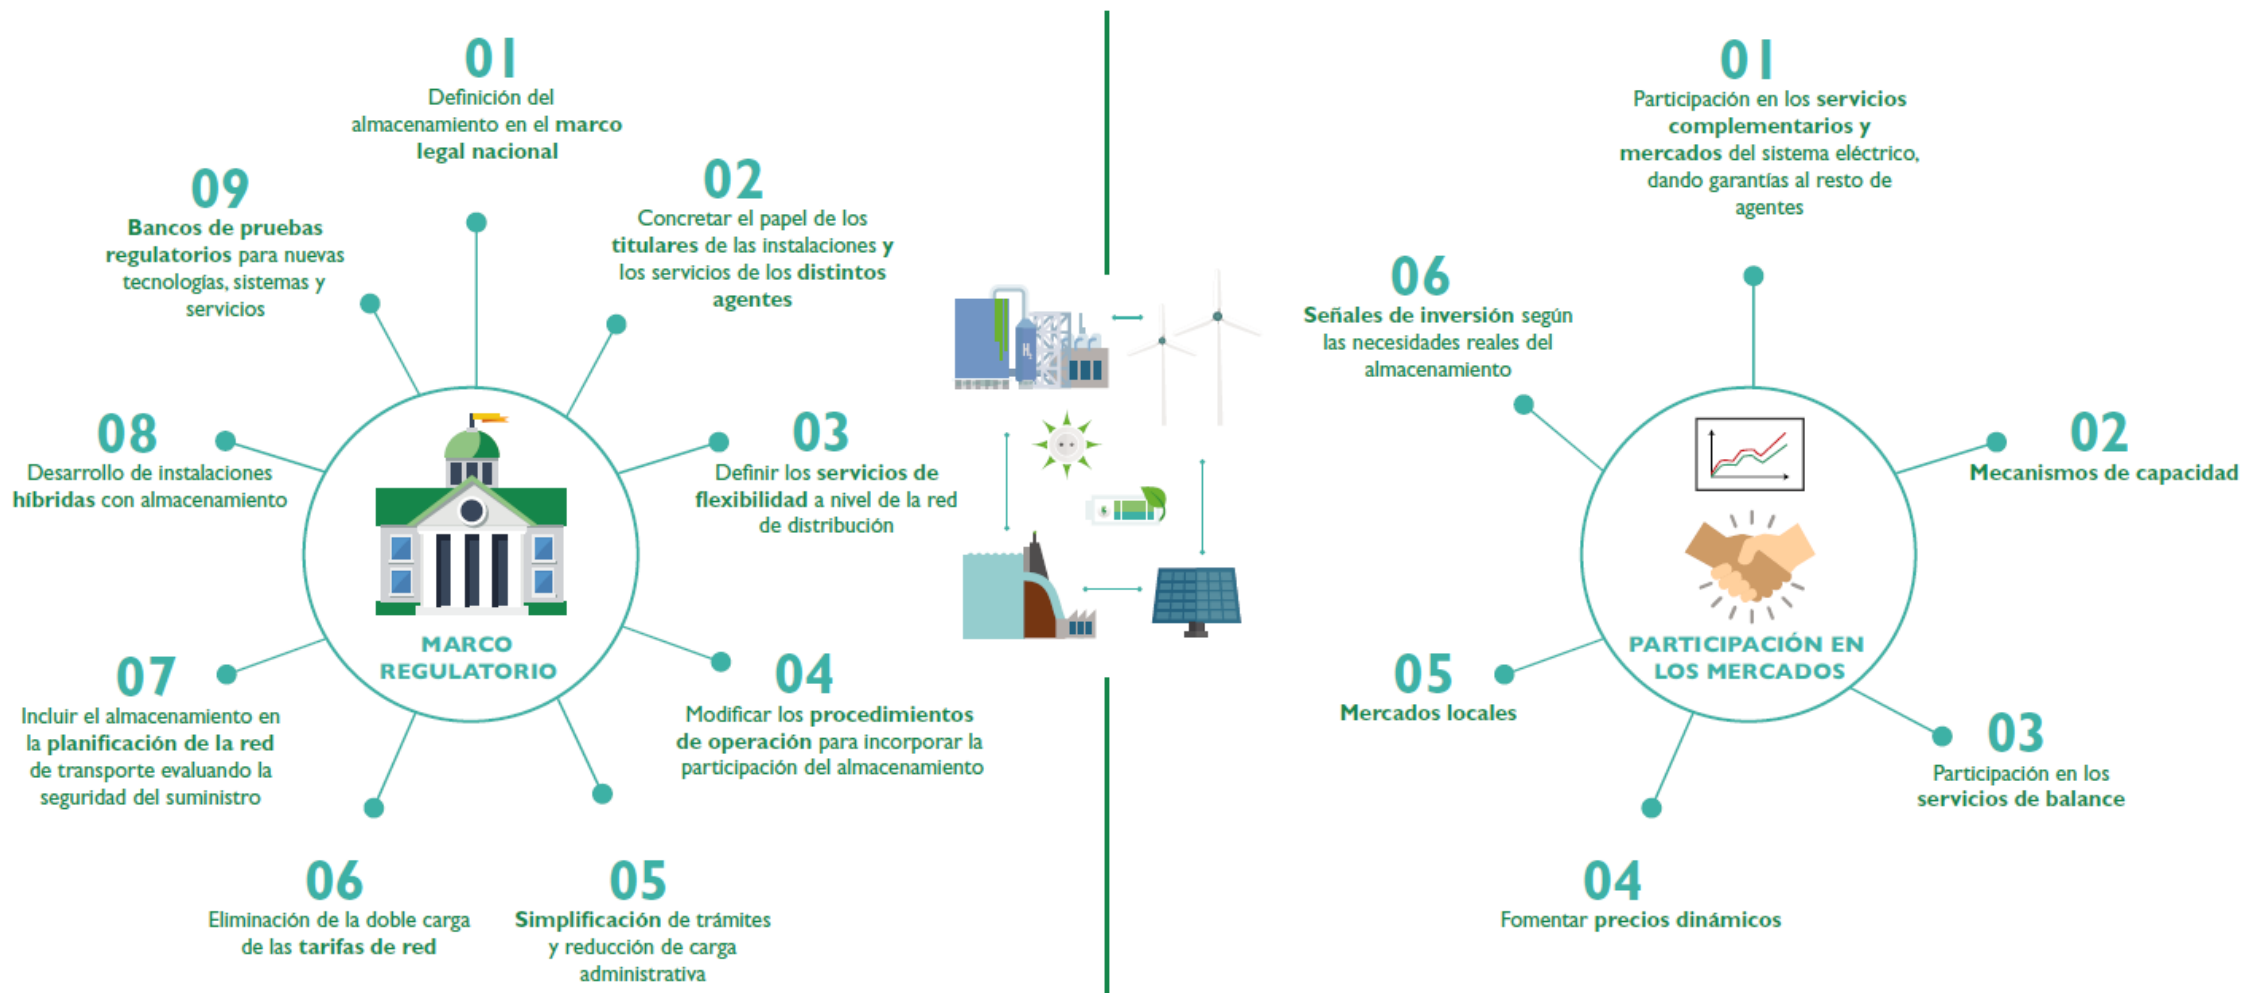 01
Definición del
almacenamiento en el marco
legal nacional
02
Concretar el papel de los
titulares de las instalaciones y
los servicios de los distintos
agentes
03
Definir los servicios de
flexibilidad a nivel de la red
de distribución
04
Modificar los procedimientos
de operación para incorporar la
participación del almacenamiento
05
Simplificación de trámites
y reducción de carga
administrativa
06
Eliminación de la doble carga
de las tarifas de red
07
Incluir el almacenamiento en
la planificación de la red
de transporte evaluando la
seguridad del suministro
08
Desarrollo de instalaciones
híbridas con almacenamiento
09
Bancos de pruebas
regulatorios para nuevas
tecnologías, sistemas y
servicios
MARCO
REGULATORIO
H₂
01
Participación en los servicios
complementarios y
mercados del sistema eléctrico,
dando garantías al resto de
agentes
02
Mecanismos de capacidad
03
Participación en los
servicios de balance
04
Fomentar precios dinámicos
05
Mercados locales
06
Señales de inversión según
las necesidades reales del
almacenamiento
PARTICIPACIÓN EN
LOS MERCADOS